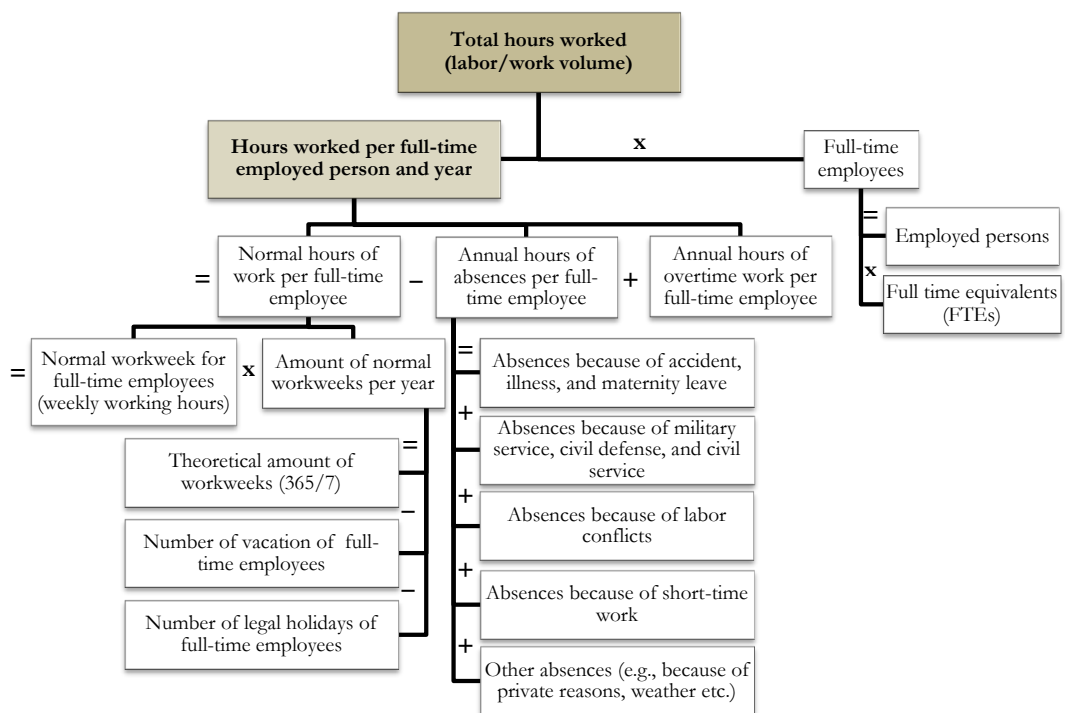 Total hours worked
(labor/work volume)
x
Hours worked per full-time
employed person and year
Full-time
employees
=
Employed persons
x
Full time equivalents
(FTEs)
=
Normal hours of
work per full-time
employee
–
Annual hours of
absences per full-
time employee
+
Annual hours of
overtime work per
full-time employee
=
Normal workweek for
full-time employees
(weekly working hours)
x
Amount of normal
workweeks per year
=
Theoretical amount of
workweeks (365/7)
–
Number of vacation of full-
time employees
–
Number of legal holidays of
full-time employees
=
Absences because of accident,
illness, and maternity leave
+
Absences because of military
service, civil defense, and civil
service
+
Absences because of labor
conflicts
+
Absences because of short-time
work
+
Other absences (e.g., because of
private reasons, weather etc.)